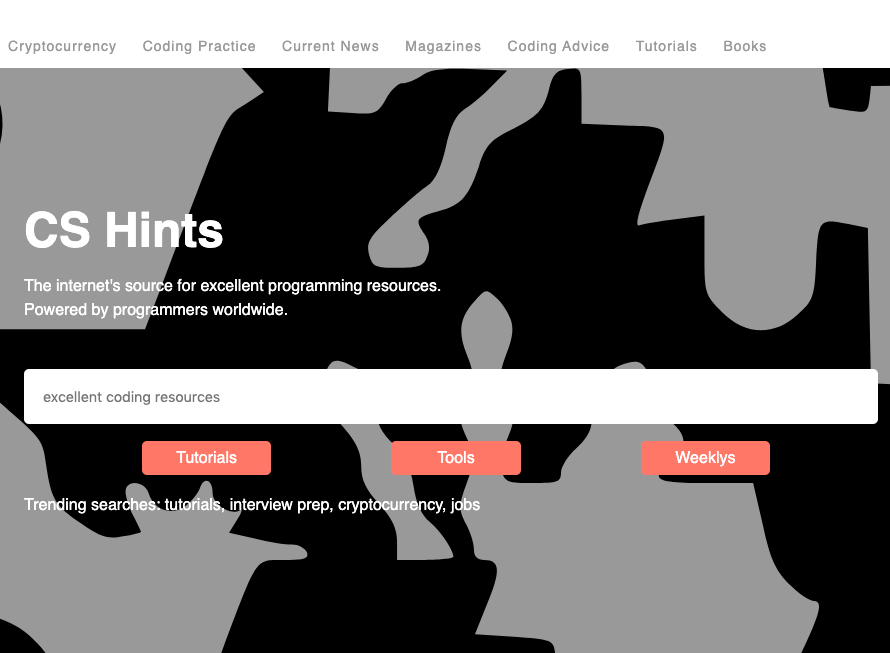 Cryptocurrency Coding Practice Current News Magazines Coding Advice Tutorials Books
CS Hints
The internet's source for excellent programming resources.
Powered by programmers worldwide.
excellent coding resources
Tutorials Tools Weeklys
Trending searches: tutorials, interview prep, cryptocurrency, jobs